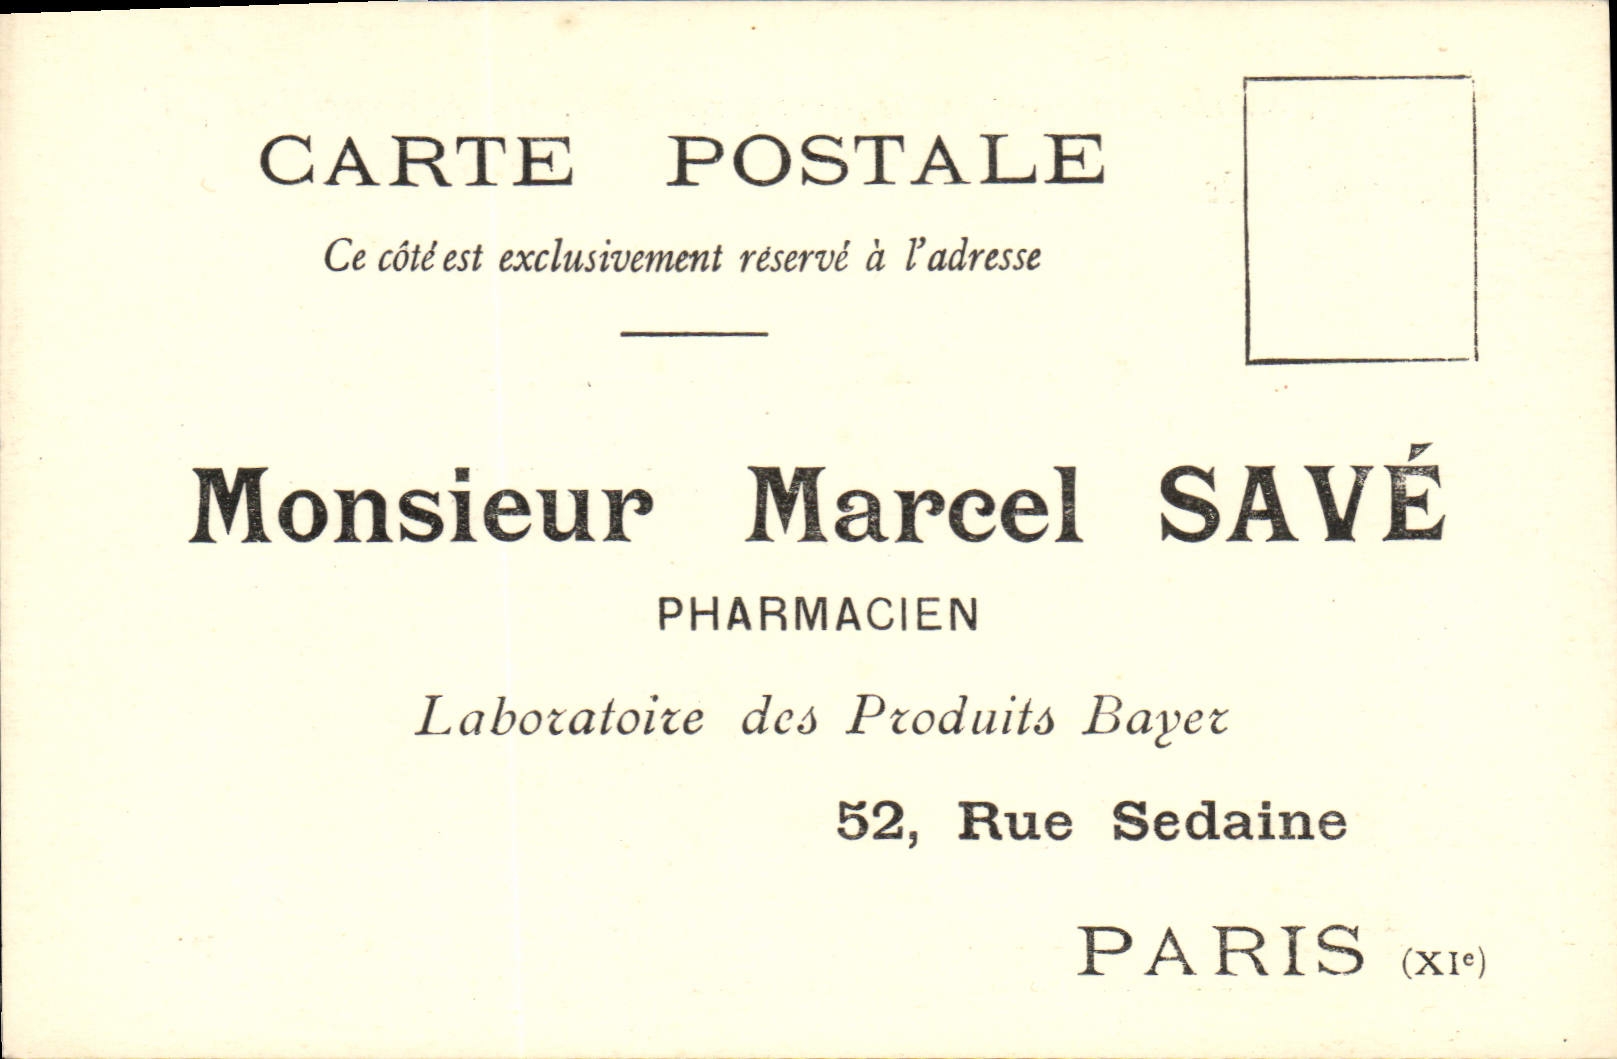 CARTE POSTALE
Ce côté est exclusivement réservé à l'adresse
Monsieur Marcel SAVÉ
PHARMACIEN
Laboratoire des Produits Bayer
52, Rue Sedaine
PARIS (XIe)